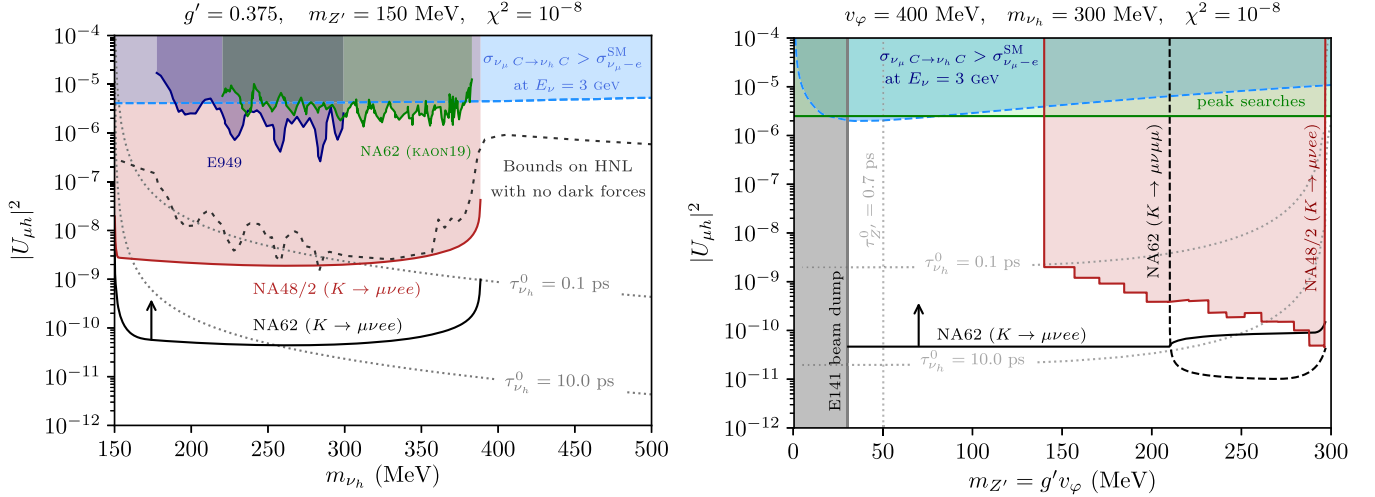 g′ = 0.375, m_{Z′} = 150 MeV, χ² = 10⁻⁸
|U_{μh}|²
10⁻⁴
10⁻⁵
10⁻⁶
10⁻⁷
10⁻⁸
10⁻⁹
10⁻¹⁰
10⁻¹¹
10⁻¹²
σ_{ν_μ C→ν_h C} > σ^{SM}_{ν_μ−e}
at E_ν = 3 GeV
E949
NA62 (KAON19)
Bounds on HNL
with no dark forces
NA48/2 (K → μνee)
τ⁰_{ν_h} = 0.1 ps
NA62 (K → μνee)
τ⁰_{ν_h} = 10.0 ps
150 200 250 300 350 400 450 500
m_{ν_h} (MeV)
v_φ = 400 MeV, m_{ν_h} = 300 MeV, χ² = 10⁻⁸
|U_{μh}|²
10⁻⁴
10⁻⁵
10⁻⁶
10⁻⁷
10⁻⁸
10⁻⁹
10⁻¹⁰
10⁻¹¹
10⁻¹²
σ_{ν_μ C→ν_h C} > σ^{SM}_{ν_μ−e}
at E_ν = 3 GeV
peak searches
τ⁰_{Z′} = 0.7 ps
NA62 (K → μνμμ)
NA48/2 (K → μνee)
τ⁰_{ν_h} = 0.1 ps
E141 beam dump
NA62 (K → μνee)
τ⁰_{ν_h} = 10.0 ps
0 50 100 150 200 250 300
m_{Z′} = g′v_φ (MeV)